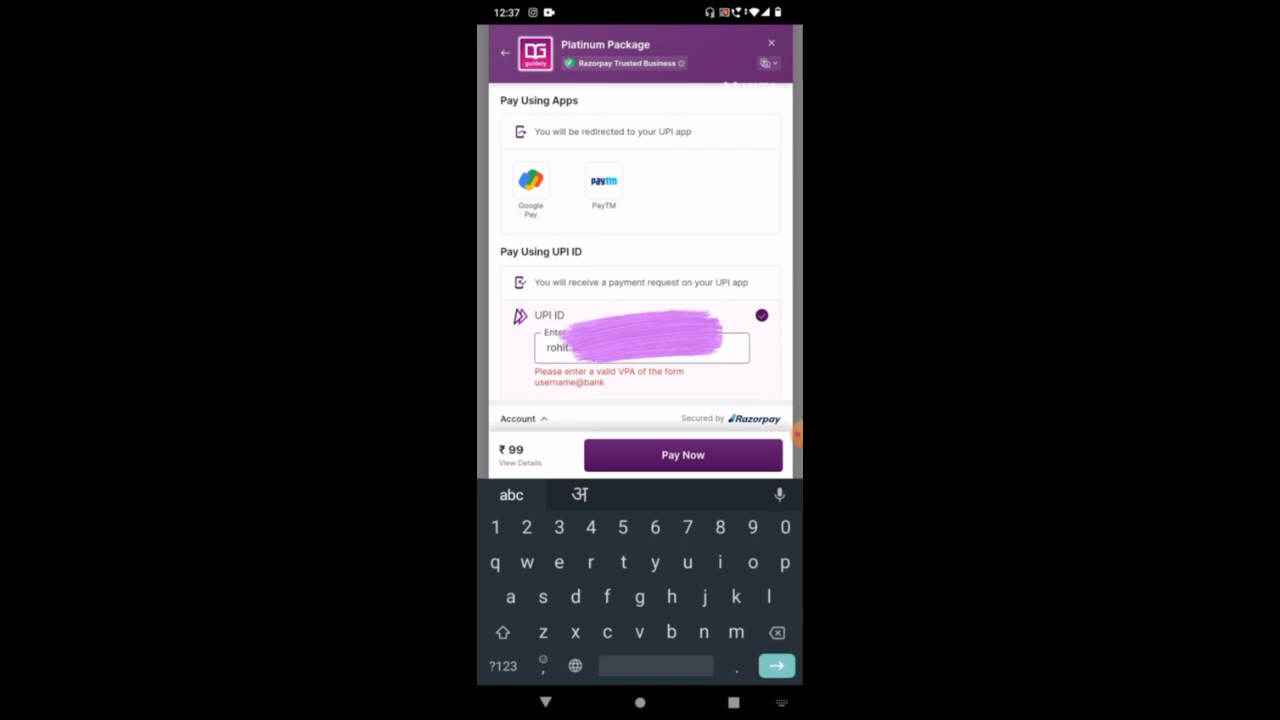 12:37
Platinum Package
guidely
Razorpay Trusted Business
Pay Using Apps
You will be redirected to your UPI app
paytm
Google
Pay
PayTM
Pay Using UPI ID
You will receive a payment request on your UPI app
UPI ID
Enter
rohit.
Please enter a valid VPA of the form
username@bank
Account
Secured by Razorpay
₹ 99
View Details
Pay Now
abc अ
1 2 3 4 5 6 7 8 9 0
q w e r t y u i o p
a s d f g h j k l
z x c v b n m
?123 , .